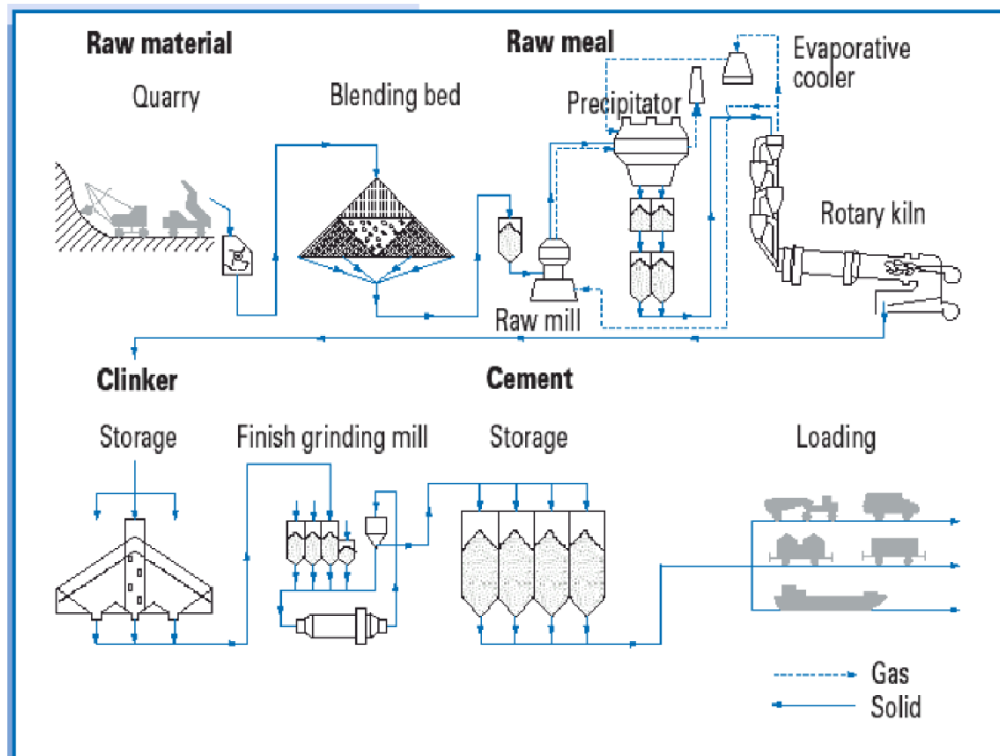 Raw material
Raw meal
Evaporative
cooler
Quarry
Blending bed
Precipitator
Rotary kiln
Raw mill
Clinker
Cement
Storage
Finish grinding mill
Storage
Loading
Gas
Solid